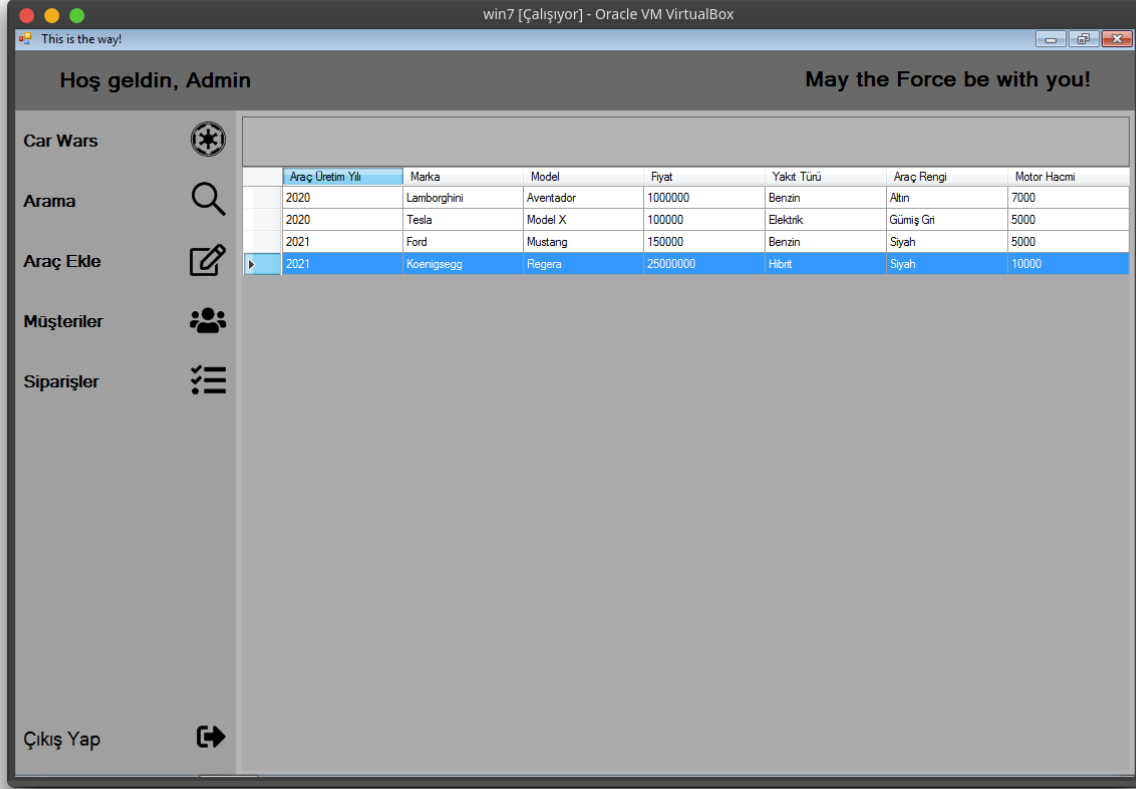 win7 [Çalışıyor] - Oracle VM VirtualBox
This is the way!
Hoş geldin, Admin
May the Force be with you!
Car Wars
Arama
Araç Ekle
Müşteriler
Siparişler
Çıkış Yap
Araç Üretim Yılı Marka Model Fiyat Yakıt Türü Araç Rengi Motor Hacmi
2020 Lamborghini Aventador 1000000 Benzin Altın 7000
2020 Tesla Model X 100000 Elektrik Gümiş Gri 5000
2021 Ford Mustang 150000 Benzin Siyah 5000
2021 Koenigsegg Regera 25000000 Hibrit Siyah 10000